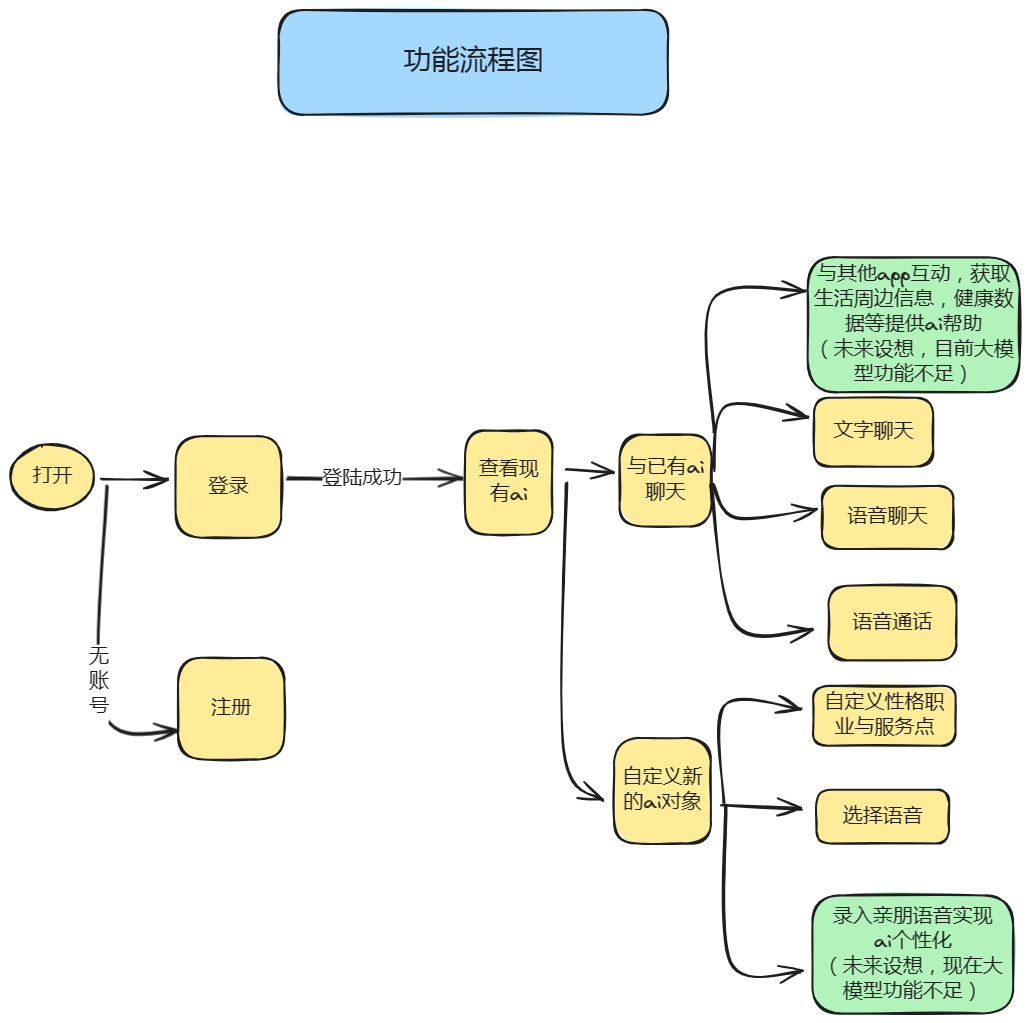 功能流程图
打开
无
账
号
登录
注册
登陆成功
查看现
有ai
与已有ai
聊天
与其他app互动，获取
生活周边信息，健康数
据等提供ai帮助
（未来设想，目前大模
型功能不足）
文字聊天
语音聊天
语音通话
自定义新
的ai对象
自定义性格职
业与服务点
选择语音
录入亲朋语音实现
ai个性化
（未来设想，现在大
模型功能不足）